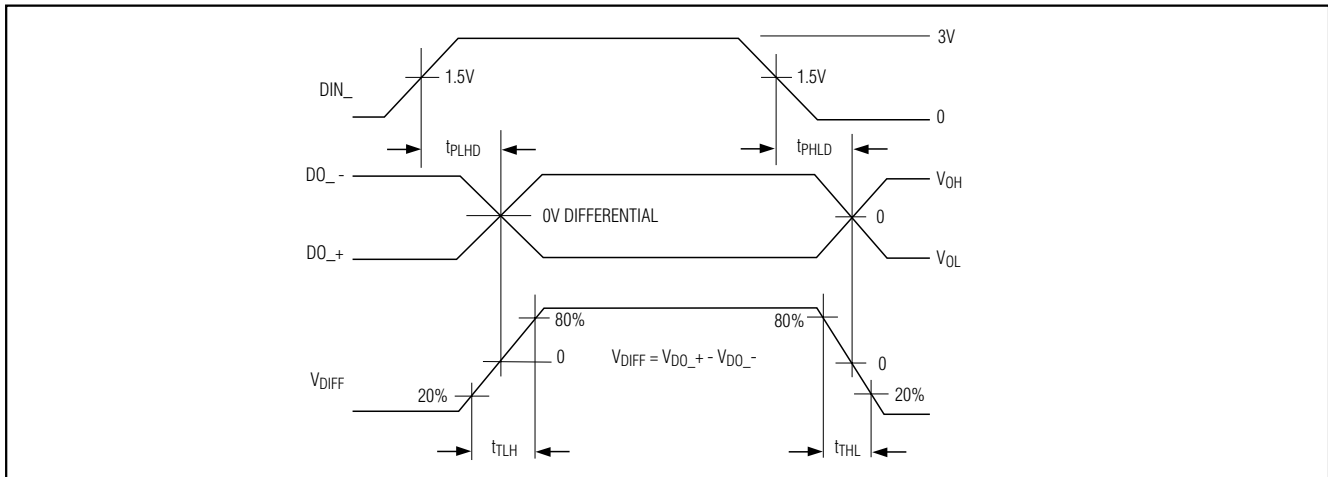 3V
1.5V
1.5V
DIN_
0
tPLHD
tPHLD
DO_ -
VOH
0V DIFFERENTIAL
0
DO_ +
VOL
80%
80%
0
VDIFF = VDO_+ - VDO_-
0
VDIFF
20%
20%
tTLH
tTHL